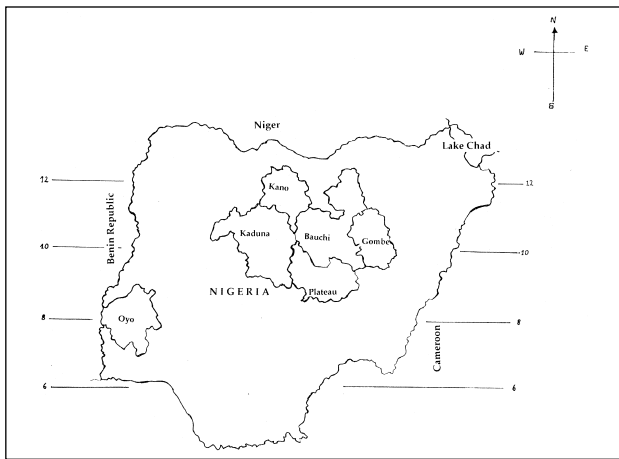 N
W E
S
Niger
Lake Chad
12 12
Kano
Benin Republic
Kaduna
Bauchi
Gombe
10 10
NIGERIA
Plateau
Oyo
8 8
Cameroon
6 6